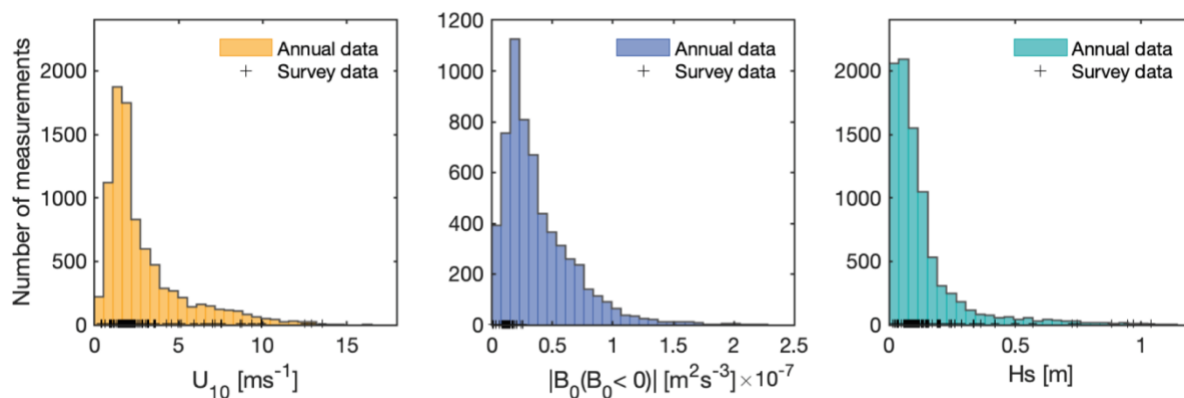 Number of measurements
2000
1500
1000
500
0
Annual data
Survey data
0 5 10 15
U₁₀ [ms⁻¹]
1200
1000
800
600
400
200
0
Annual data
Survey data
0 0.5 1 1.5 2 2.5
|B₀(B₀< 0)| [m²s⁻³] ×10⁻⁷
2000
1500
1000
500
0
Annual data
Survey data
0 0.5 1
Hs [m]